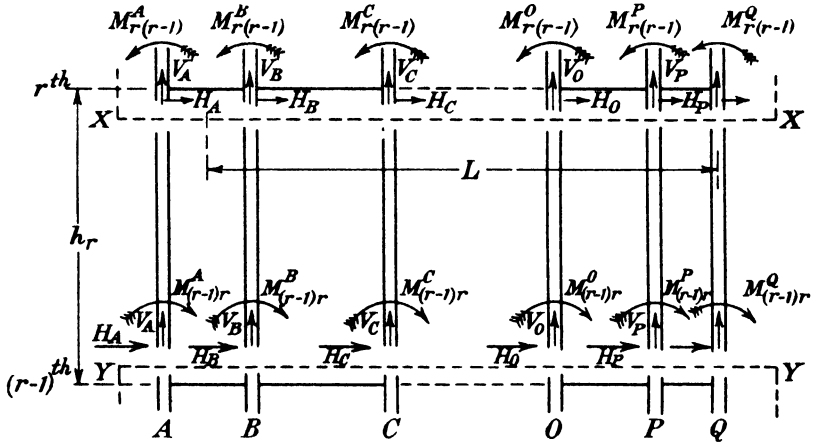 M^A_{r(r-1)} M^B_{r(r-1)} M^C_{r(r-1)} M^O_{r(r-1)} M^P_{r(r-1)} M^Q_{r(r-1)}
V_A V_B V_C V_O V_P
r^{th} H_A H_B H_C H_O H_P
X X
L
h_r
M^A_{(r-1)r} M^B_{(r-1)r} M^C_{(r-1)r} M^O_{(r-1)r} M^P_{(r-1)r} M^Q_{(r-1)r}
V_A V_B V_C V_O V_P
H_A H_B H_C H_O H_P
(r-1)^{th} Y Y
A B C O P Q